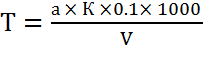 T = а × К ×0.1× 1000 / V